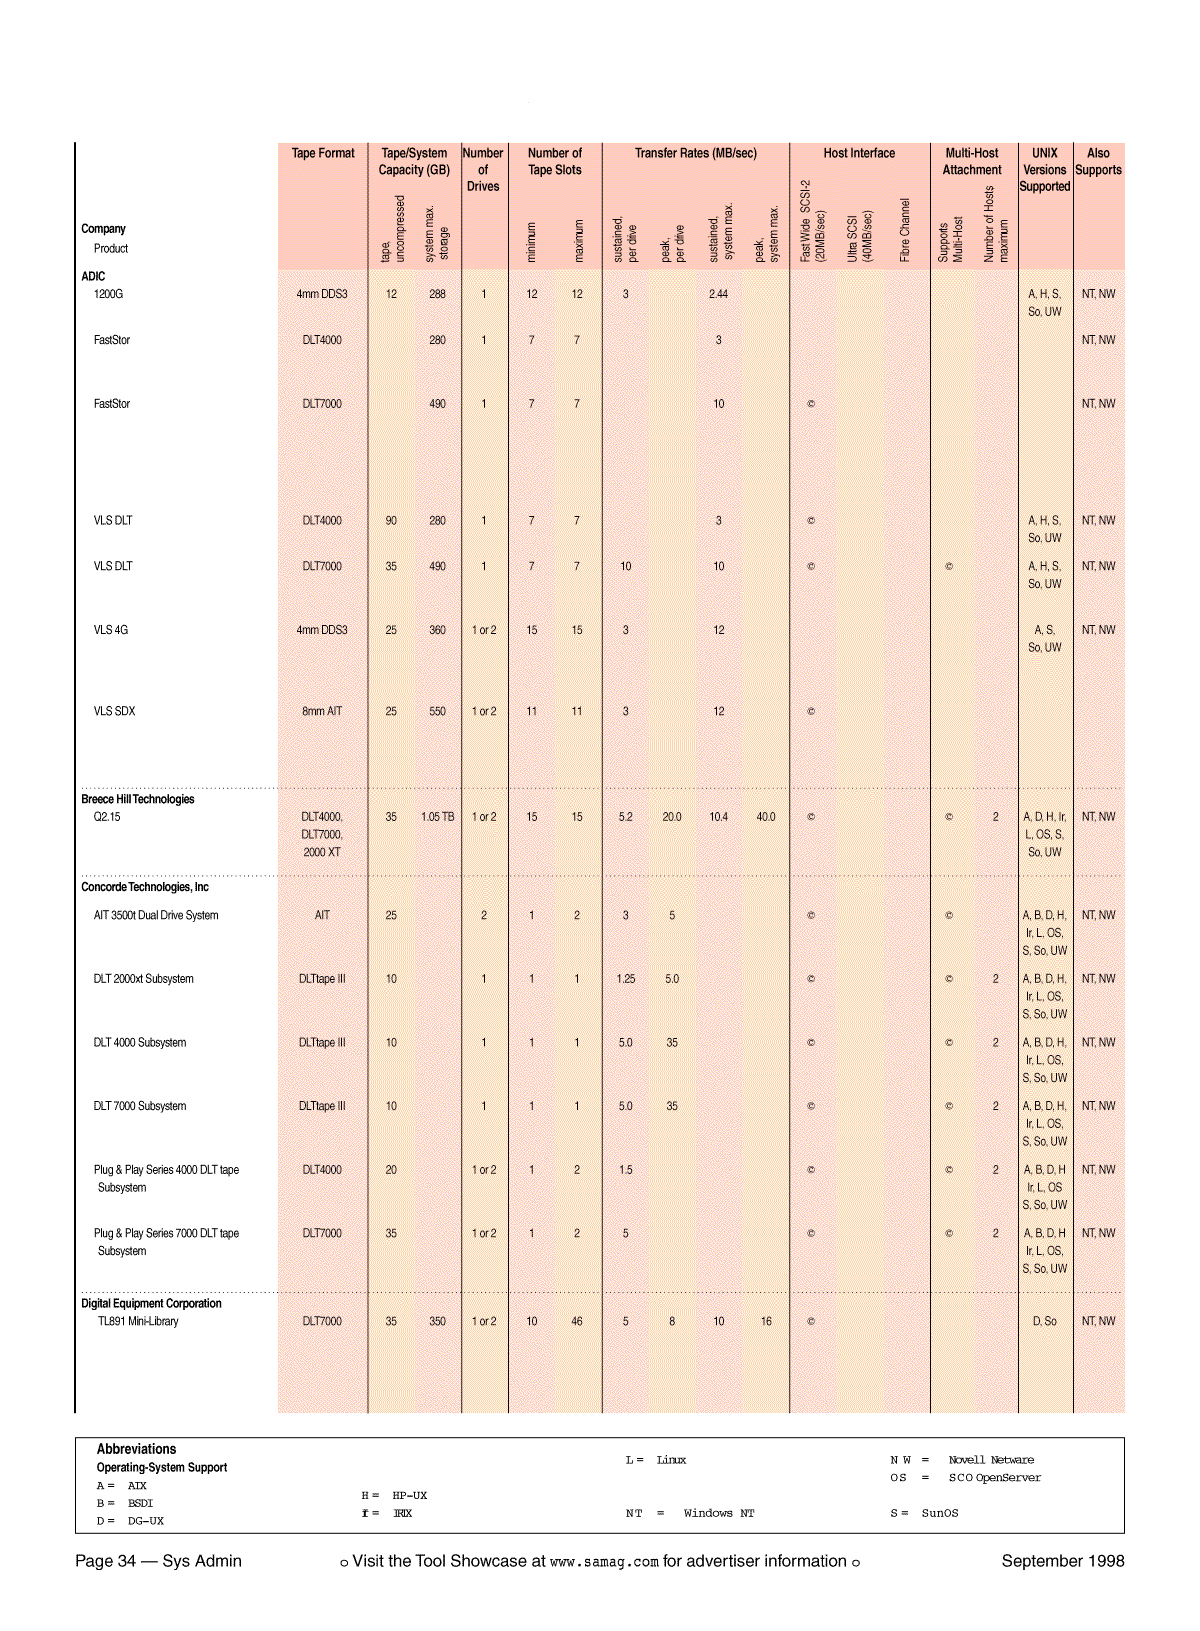 Tape Format Tape/System Number Number of Transfer Rates (MB/sec) Host Interface Multi-Host UNIX Also
Capacity (GB) of Tape Slots Attachment Versions Supports
Drives Supported
Company
Product
tape, uncompressed
system max. storage
minimum
maximum
sustained, per drive
peak, per drive
sustained, system max.
peak, system max.
Fast Wide SCSI-2 (20MB/sec)
Ultra SCSI (40MB/sec)
Fibre Channel
Supports Multi-Host
Number of Hosts maximum
ADIC
1200G 4mm DDS3 12 288 1 12 12 3 2.44 A, H, S, NT, NW
So, UW
FastStor DLT4000 280 1 7 7 3 NT, NW
FastStor DLT7000 490 1 7 7 10 © NT, NW
VLS DLT DLT4000 90 280 1 7 7 3 © A, H, S, NT, NW
So, UW
VLS DLT DLT7000 35 490 1 7 7 10 10 © © A, H, S, NT, NW
So, UW
VLS 4G 4mm DDS3 25 360 1 or 2 15 15 3 12 A, S, NT, NW
So, UW
VLS SDX 8mm AIT 25 550 1 or 2 11 11 3 12 ©
Breece Hill Technologies
Q2.15 DLT4000, 35 1.05 TB 1 or 2 15 15 5.2 20.0 10.4 40.0 © © 2 A, D, H, Ir, NT, NW
DLT7000, L, OS, S,
2000 XT So, UW
Concorde Technologies, Inc
AIT 3500t Dual Drive System AIT 25 2 1 2 3 5 © © A, B, D, H, NT, NW
Ir, L, OS,
S, So, UW
DLT 2000xt Subsystem DLTtape III 10 1 1 1 1.25 5.0 © © 2 A, B, D, H, NT, NW
Ir, L, OS,
S, So, UW
DLT 4000 Subsystem DLTtape III 10 1 1 1 5.0 35 © © 2 A, B, D, H, NT, NW
Ir, L, OS,
S, So, UW
DLT 7000 Subsystem DLTtape III 10 1 1 1 5.0 35 © © 2 A, B, D, H, NT, NW
Ir, L, OS,
S, So, UW
Plug & Play Series 4000 DLT tape DLT4000 20 1 or 2 1 2 1.5 © © 2 A, B, D, H NT, NW
Subsystem Ir, L, OS
S, So, UW
Plug & Play Series 7000 DLT tape DLT7000 35 1 or 2 1 2 5 © © 2 A, B, D, H NT, NW
Subsystem Ir, L, OS,
S, So, UW
Digital Equipment Corporation
TL891 Mini-Library DLT7000 35 350 1 or 2 10 46 5 8 10 16 © D, So NT, NW
Abbreviations
Operating-System Support
A = AIX
B = BSDI
D = DG-UX
H = HP-UX
Ir = IRIX
L = Linux
NT = Windows NT
NW = Novell Netware
OS = SCO OpenServer
S = SunOS
Page 34 — Sys Admin o Visit the Tool Showcase at www.samag.com for advertiser information o September 1998